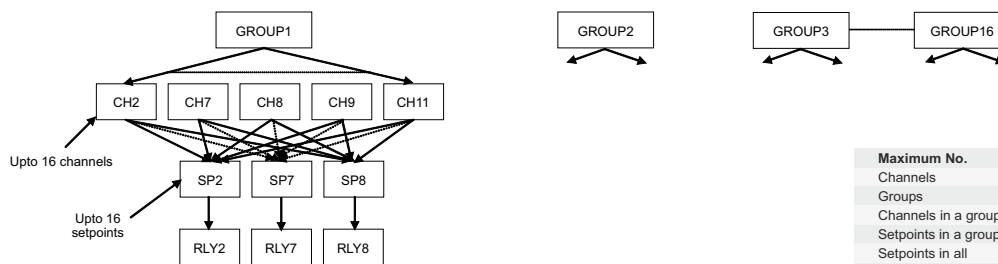 GROUP1
GROUP2
GROUP3
GROUP16
CH2
CH7
CH8
CH9
CH11
Upto 16 channels
SP2
SP7
SP8
Upto 16
setpoints
RLY2
RLY7
RLY8
Maximum No.
Channels
Groups
Channels in a group
Setpoints in a group
Setpoints in all